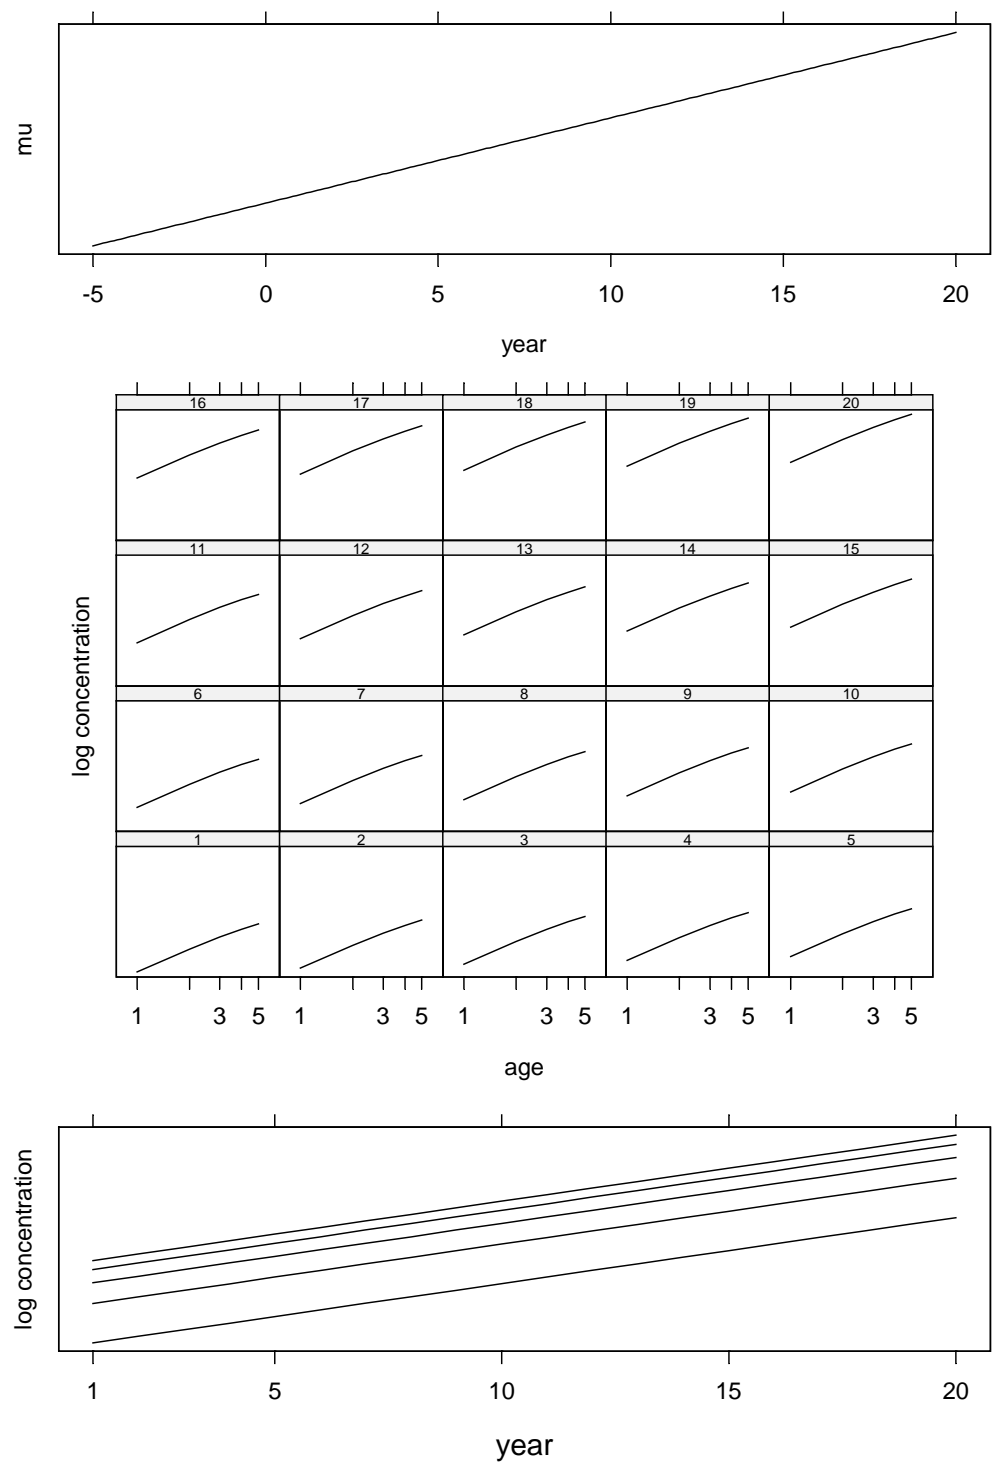 mu
-5 0 5 10 15 20
year
16 17 18 19 20
11 12 13 14 15
log concentration
6 7 8 9 10
1 2 3 4 5
1 3 5 1 3 5 1 3 5 1 3 5 1 3 5
age
log concentration
1 5 10 15 20
year